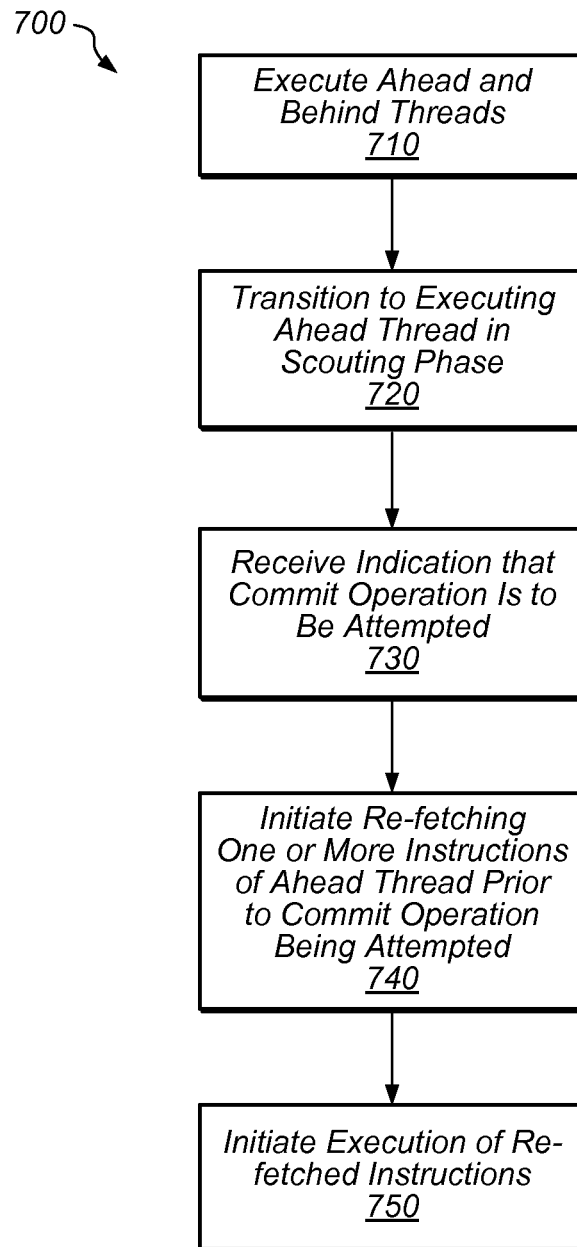 700
Execute Ahead and
Behind Threads
710
Transition to Executing
Ahead Thread in
Scouting Phase
720
Receive Indication that
Commit Operation Is to
Be Attempted
730
Initiate Re-fetching
One or More Instructions
of Ahead Thread Prior
to Commit Operation
Being Attempted
740
Initiate Execution of Re-
fetched Instructions
750